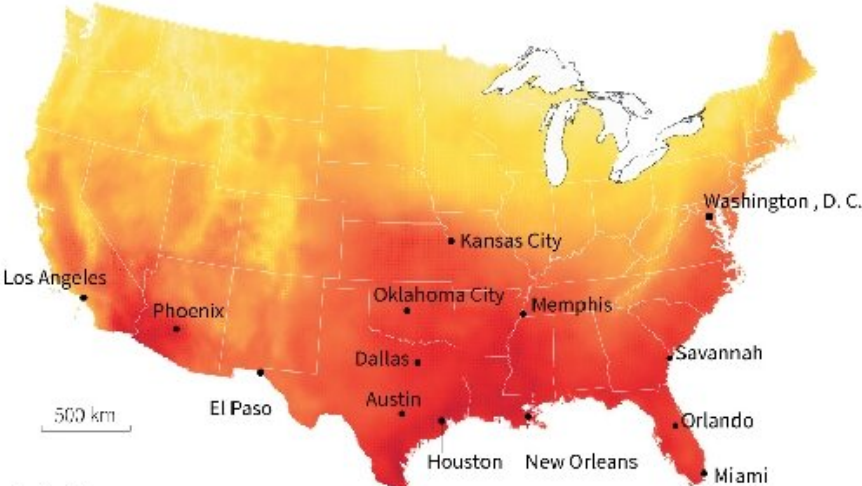 Washington , D. C.
Kansas City
Los Angeles
Oklahoma City
Memphis
Phoenix
Dallas
Savannah
Austin
El Paso
500 km
Orlando
Houston
New Orleans
Miami